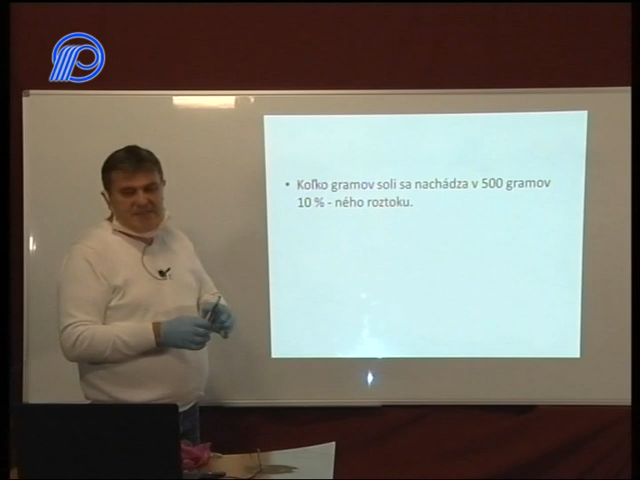 • Koľko gramov soli sa nachádza v 500 gramov
10 % - ného roztoku.